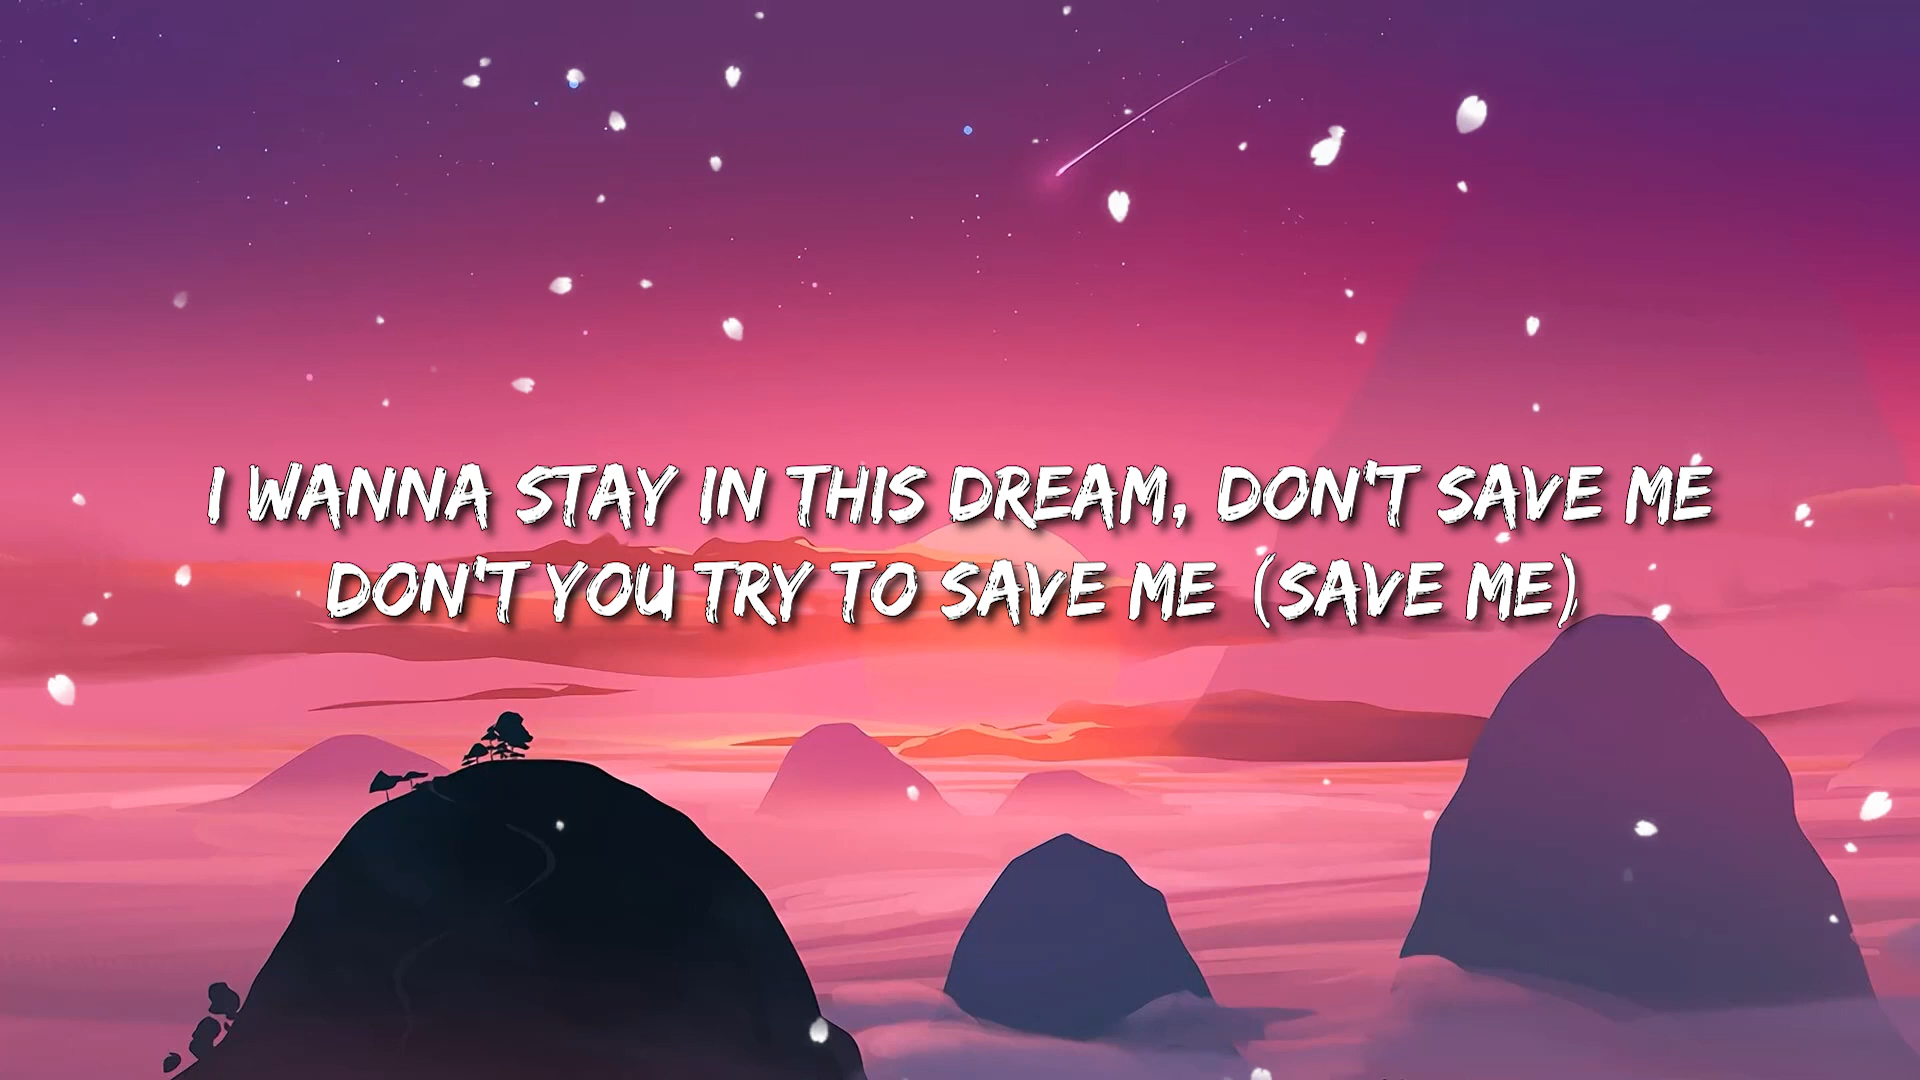 I WANNA STAY IN THIS DREAM, DON'T SAVE ME
DON'T YOU TRY TO SAVE ME (SAVE ME)